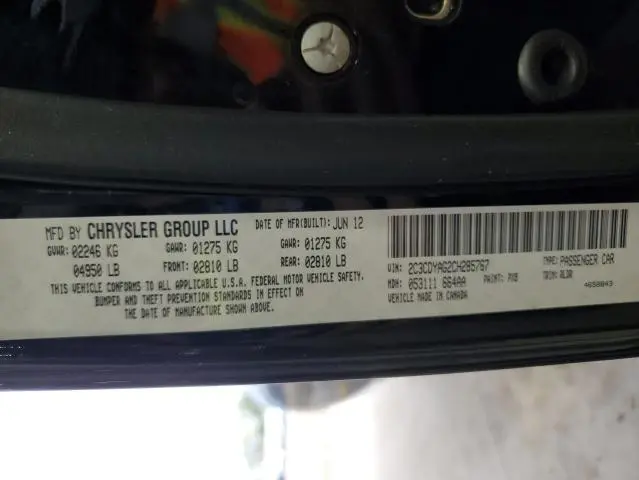 MFD BY CHRYSLER GROUP LLC DATE OF MFR(BUILT): JUN 12
GVWR: 02246 KG GAWR: 01275 KG GAWR: 01275 KG
04950 LB FRONT: 02810 LB REAR: 02810 LB
THIS VEHICLE CONFORMS TO ALL APPLICABLE U.S.A. FEDERAL MOTOR VEHICLE SAFETY,
BUMPER AND THEFT PREVENTION STANDARDS IN EFFECT ON
THE DATE OF MANUFACTURE SHOWN ABOVE.
VIN: 2C3CDYAG2CH285767 TYPE: PASSENGER CAR
MDH: 053111 664AA PAINT: PX8 TRIM: RLDR
VEHICLE MADE IN CANADA 4658843